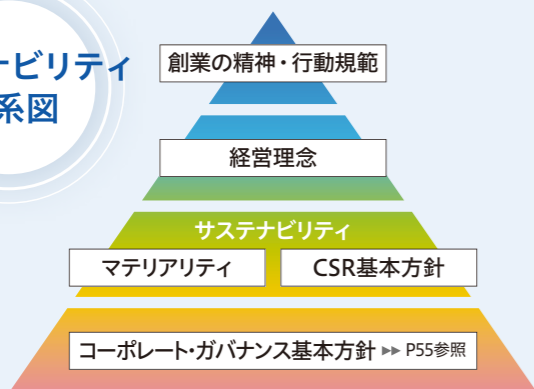 ナビリティ
系図
創業の精神・行動規範
経営理念
サステナビリティ
マテリアリティ
CSR基本方針
コーポレート・ガバナンス基本方針 ▶▶ P55参照